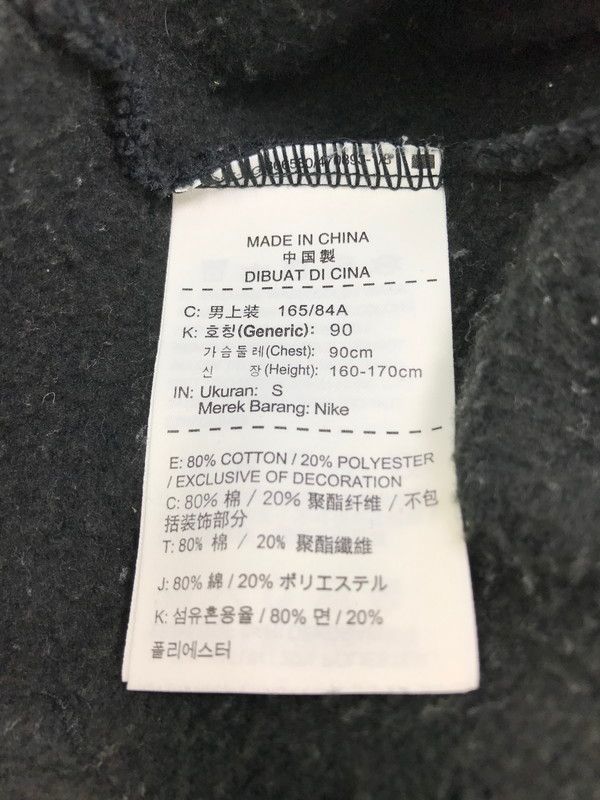 MADE IN CHINA
中国製
DIBUAT DI CINA
C: 男上装 165/84A
K: 호칭(Generic): 90
가슴둘레(Chest): 90cm
신 장(Height): 160-170cm
IN: Ukuran: S
Merek Barang: Nike
E: 80% COTTON / 20% POLYESTER
/ EXCLUSIVE OF DECORATION
C: 80% 棉 / 20% 聚酯纤维 / 不包
括装饰部分
T: 80% 棉 / 20% 聚酯纖維
J: 80% 綿 / 20% ポリエステル
K: 섬유혼용율 / 80% 면 / 20%
폴리에스터